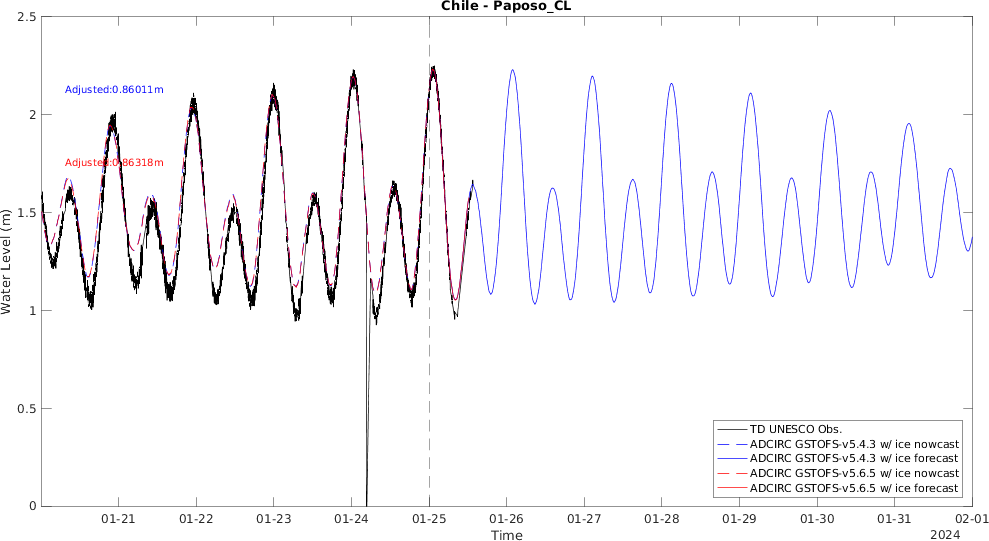 Chile - Paposo_CL
2.5
2
1.5
1
0.5
0
Water Level (m)
Adjusted:0.86011m
Adjusted:0.86318m
TD UNESCO Obs.
ADCIRC GSTOFS-v5.4.3 w/ ice nowcast
ADCIRC GSTOFS-v5.4.3 w/ ice forecast
ADCIRC GSTOFS-v5.6.5 w/ ice nowcast
ADCIRC GSTOFS-v5.6.5 w/ ice forecast
01-21 01-22 01-23 01-24 01-25 01-26 01-27 01-28 01-29 01-30 01-31 02-01
Time
2024